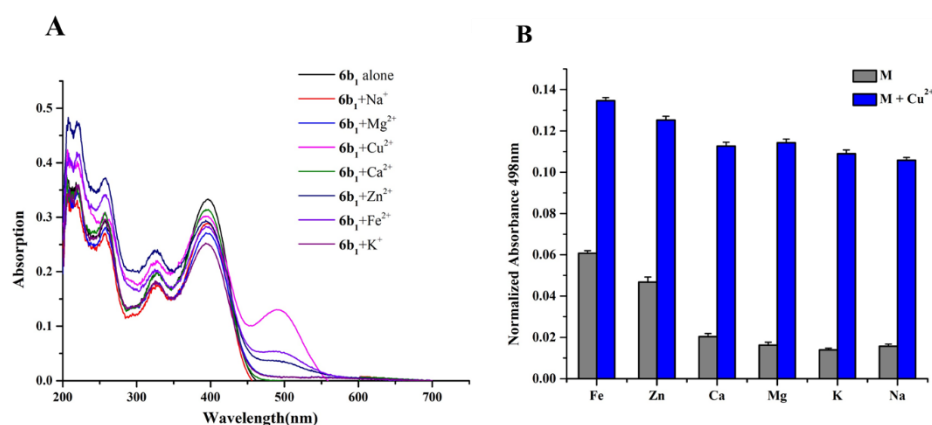 A
6b₁ alone
6b₁+Na⁺
6b₁+Mg²⁺
6b₁+Cu²⁺
6b₁+Ca²⁺
6b₁+Zn²⁺
6b₁+Fe²⁺
6b₁+K⁺
Absorption
0.5
0.4
0.3
0.2
0.1
0.0
200 300 400 500 600 700
Wavelength(nm)
B
M
M + Cu²⁺
Normalized Absorbance 498nm
0.14
0.12
0.10
0.08
0.06
0.04
0.02
0.00
Fe Zn Ca Mg K Na